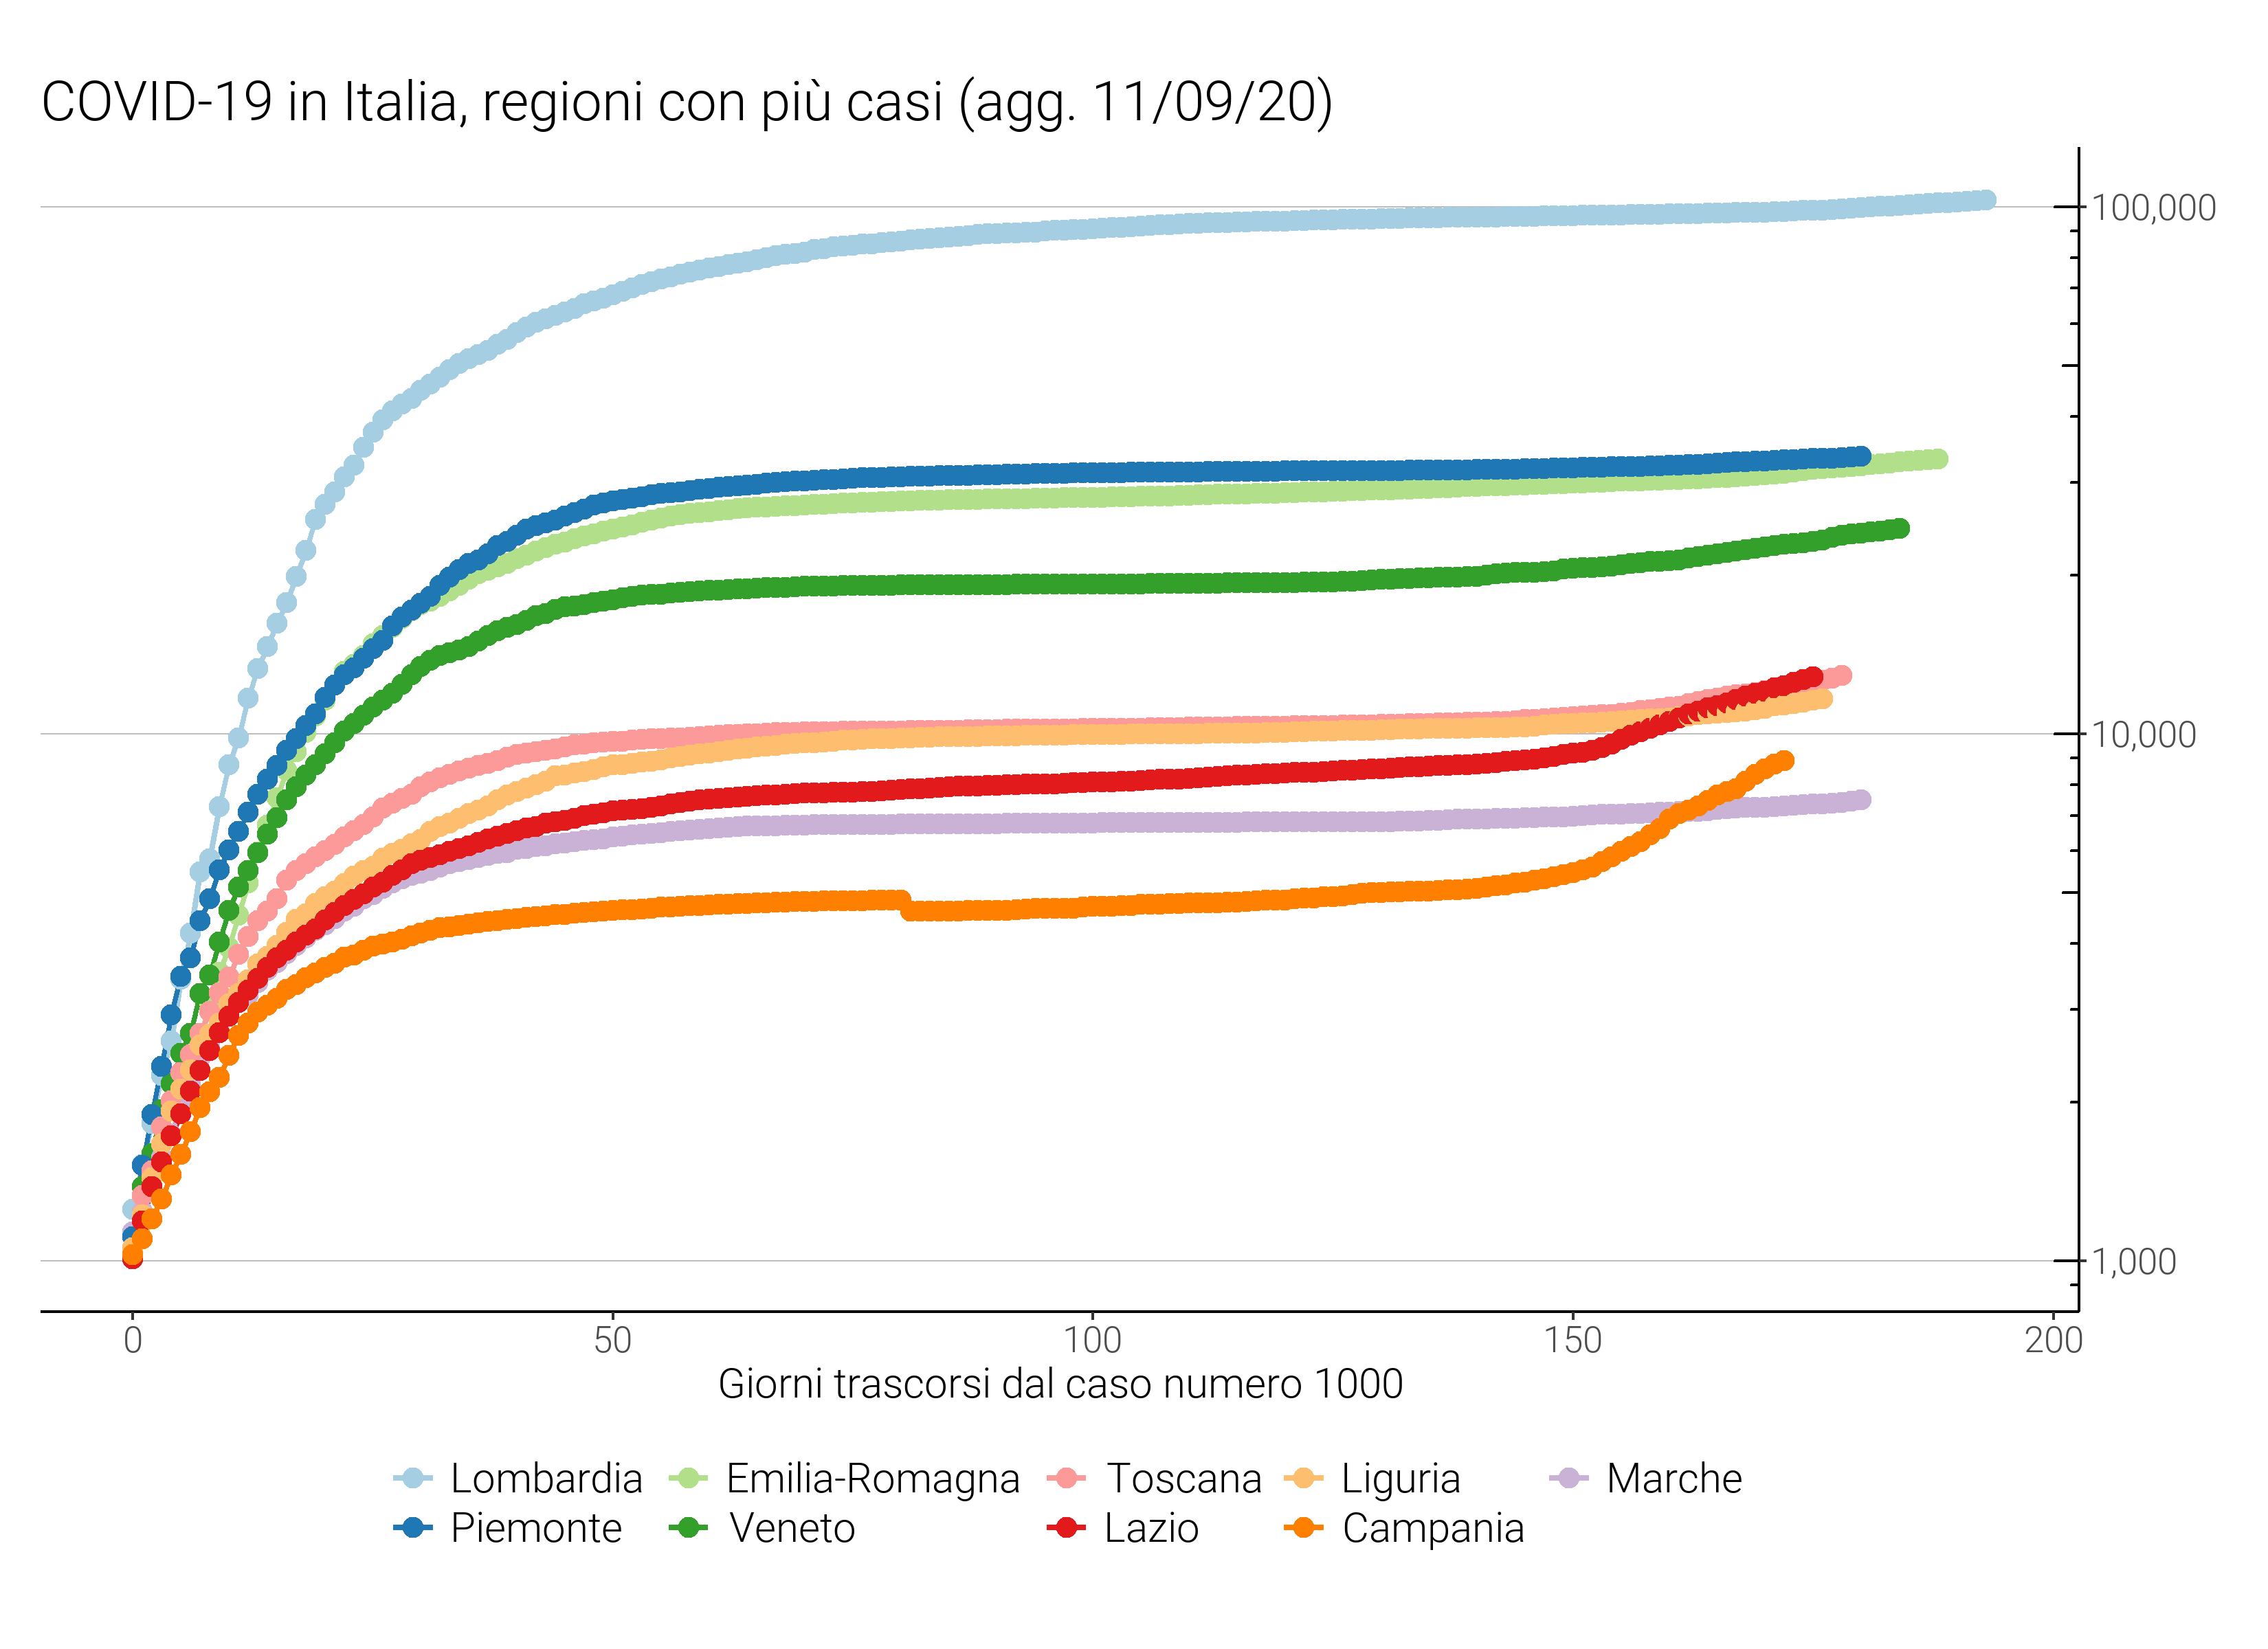 COVID-19 in Italia, regioni con più casi (agg. 11/09/20)
100,000
10,000
1,000
0 50 100 150 200
Giorni trascorsi dal caso numero 1000
Lombardia Emilia-Romagna Toscana Liguria Marche
Piemonte Veneto Lazio Campania